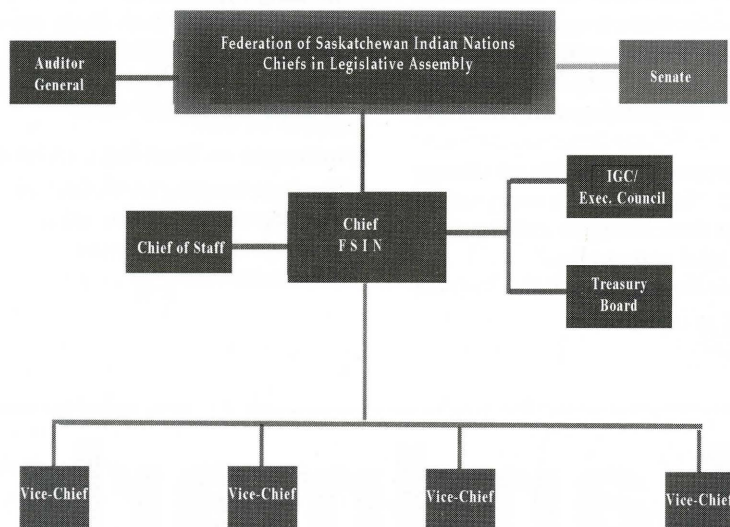 Federation of Saskatchewan Indian Nations
Chiefs in Legislative Assembly
Auditor
General
Senate
IGC/
Exec. Council
Chief
F S I N
Chief of Staff
Treasury
Board
Vice-Chief
Vice-Chief
Vice-Chief
Vice-Chief